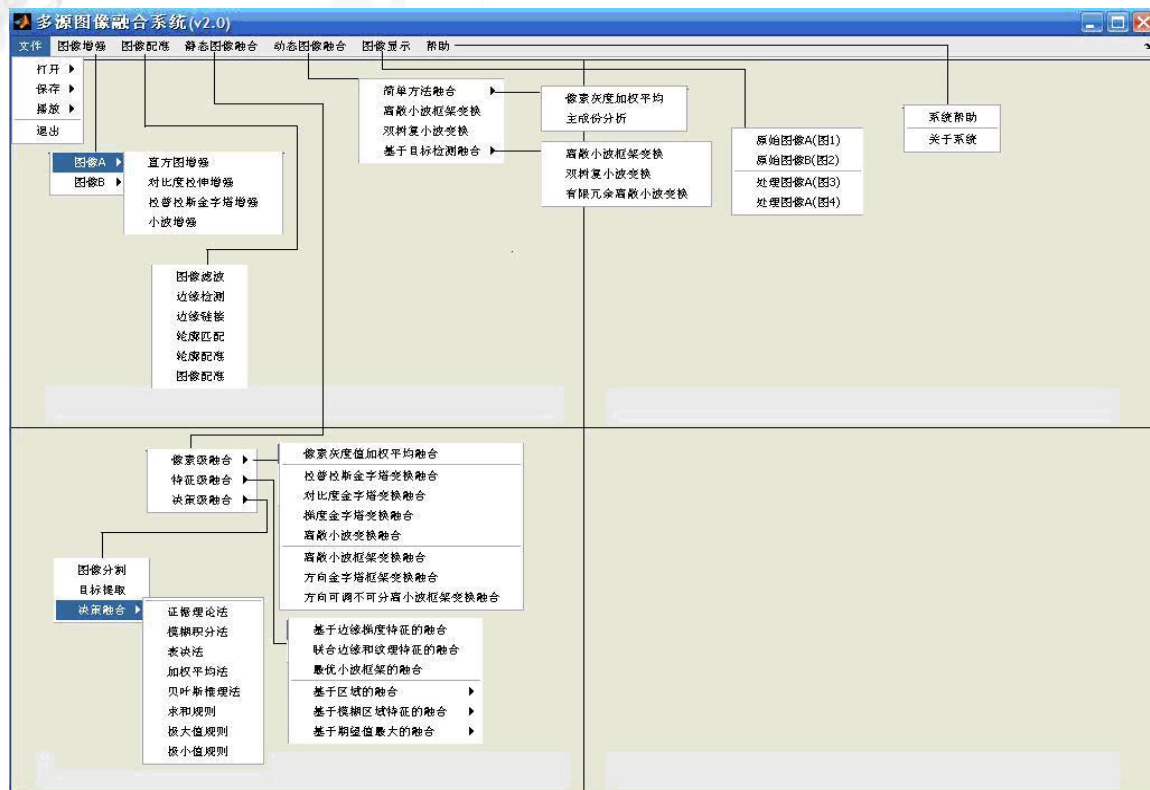 多源图像融合系统(v2.0)
文件 图像增强 图像配准 静态图像融合 动态图像融合 图像显示 帮助
打开
保存
播放
退出
图像A
图像B
直方图增强
对比度拉伸增强
拉普拉斯金字塔增强
小波增强
图像滤波
边缘检测
边缘链接
轮廓匹配
轮廓配准
图像配准
简单方法融合
离散小波框架变换
双树复小波变换
基于目标检测融合
像素灰度加权平均
主成份分析
离散小波框架变换
双树复小波变换
有限冗余离散小波变换
原始图像A(图1)
原始图像B(图2)
处理图像A(图3)
处理图像A(图4)
系统帮助
关于系统
像素级融合
特征级融合
决策级融合
像素灰度值加权平均融合
拉普拉斯金字塔变换融合
对比度金字塔变换融合
梯度金字塔变换融合
离散小波变换融合
离散小波框架变换融合
方向金字塔框架变换融合
方向可调不可分离小波框架变换融合
图像分割
目标提取
决策融合
证据理论法
模糊积分法
表决法
加权平均法
贝叶斯推理法
求和规则
极大值规则
极小值规则
基于边缘梯度特征的融合
联合边缘和纹理特征的融合
最优小波框架的融合
基于区域的融合
基于模糊区域特征的融合
基于期望值最大的融合